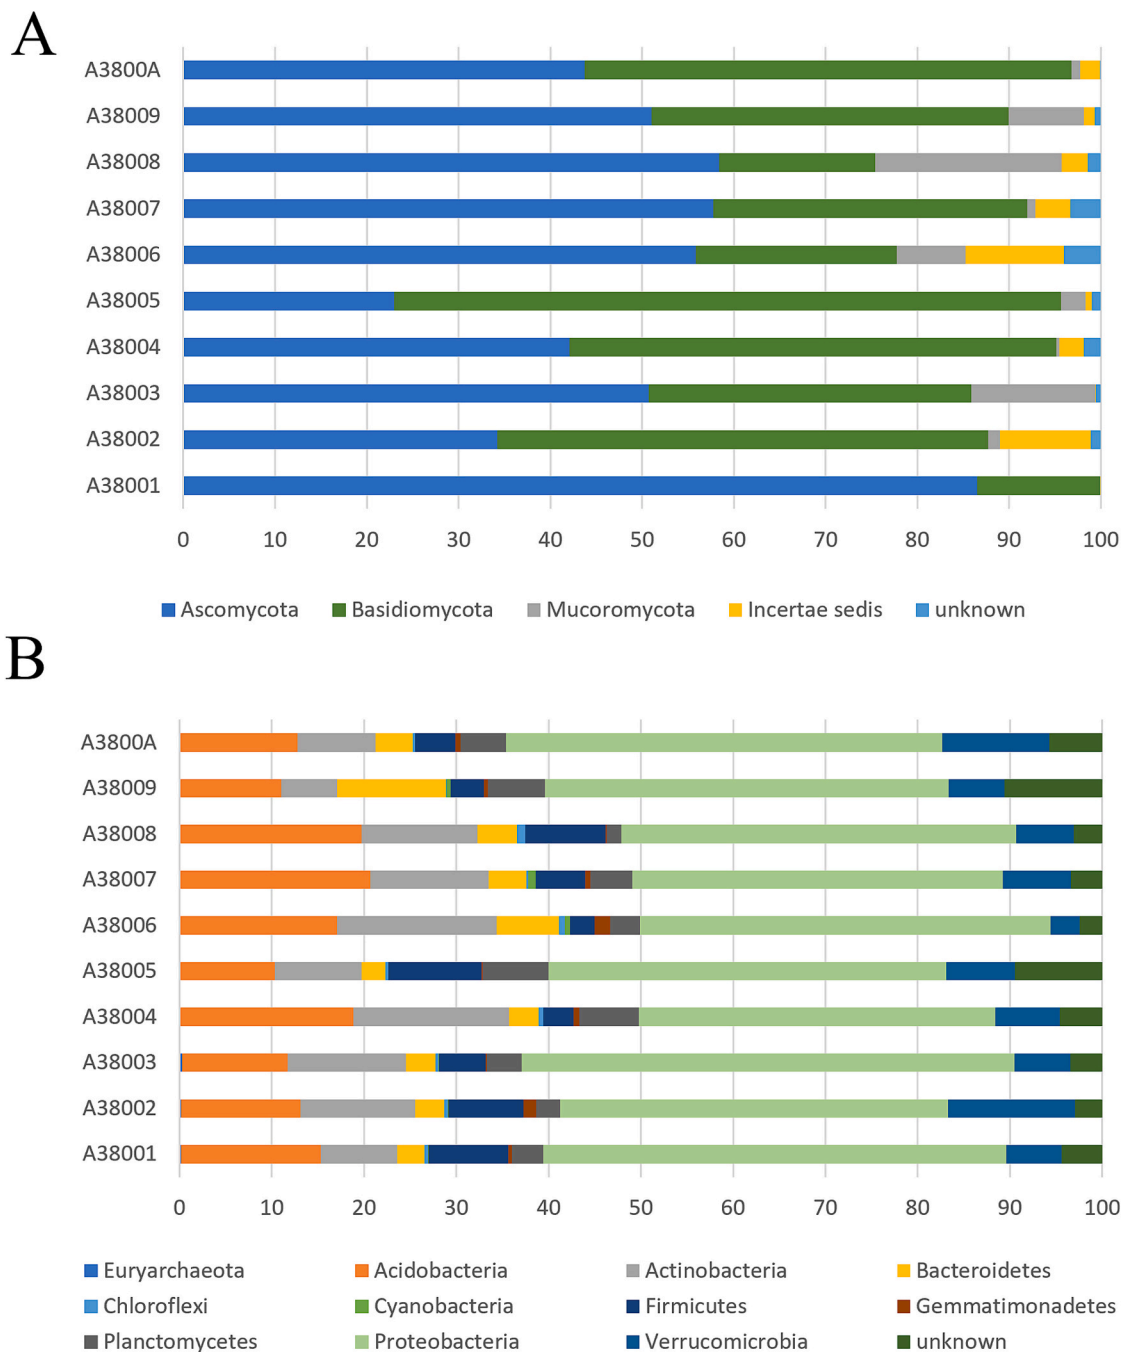 A
A3800A
A38009
A38008
A38007
A38006
A38005
A38004
A38003
A38002
A38001
0 10 20 30 40 50 60 70 80 90 100
Ascomycota Basidiomycota Mucoromycota Incertae sedis unknown
B
A3800A
A38009
A38008
A38007
A38006
A38005
A38004
A38003
A38002
A38001
0 10 20 30 40 50 60 70 80 90 100
Euryarchaeota Acidobacteria Actinobacteria Bacteroidetes
Chloroflexi Cyanobacteria Firmicutes Gemmatimonadetes
Planctomycetes Proteobacteria Verrucomicrobia unknown